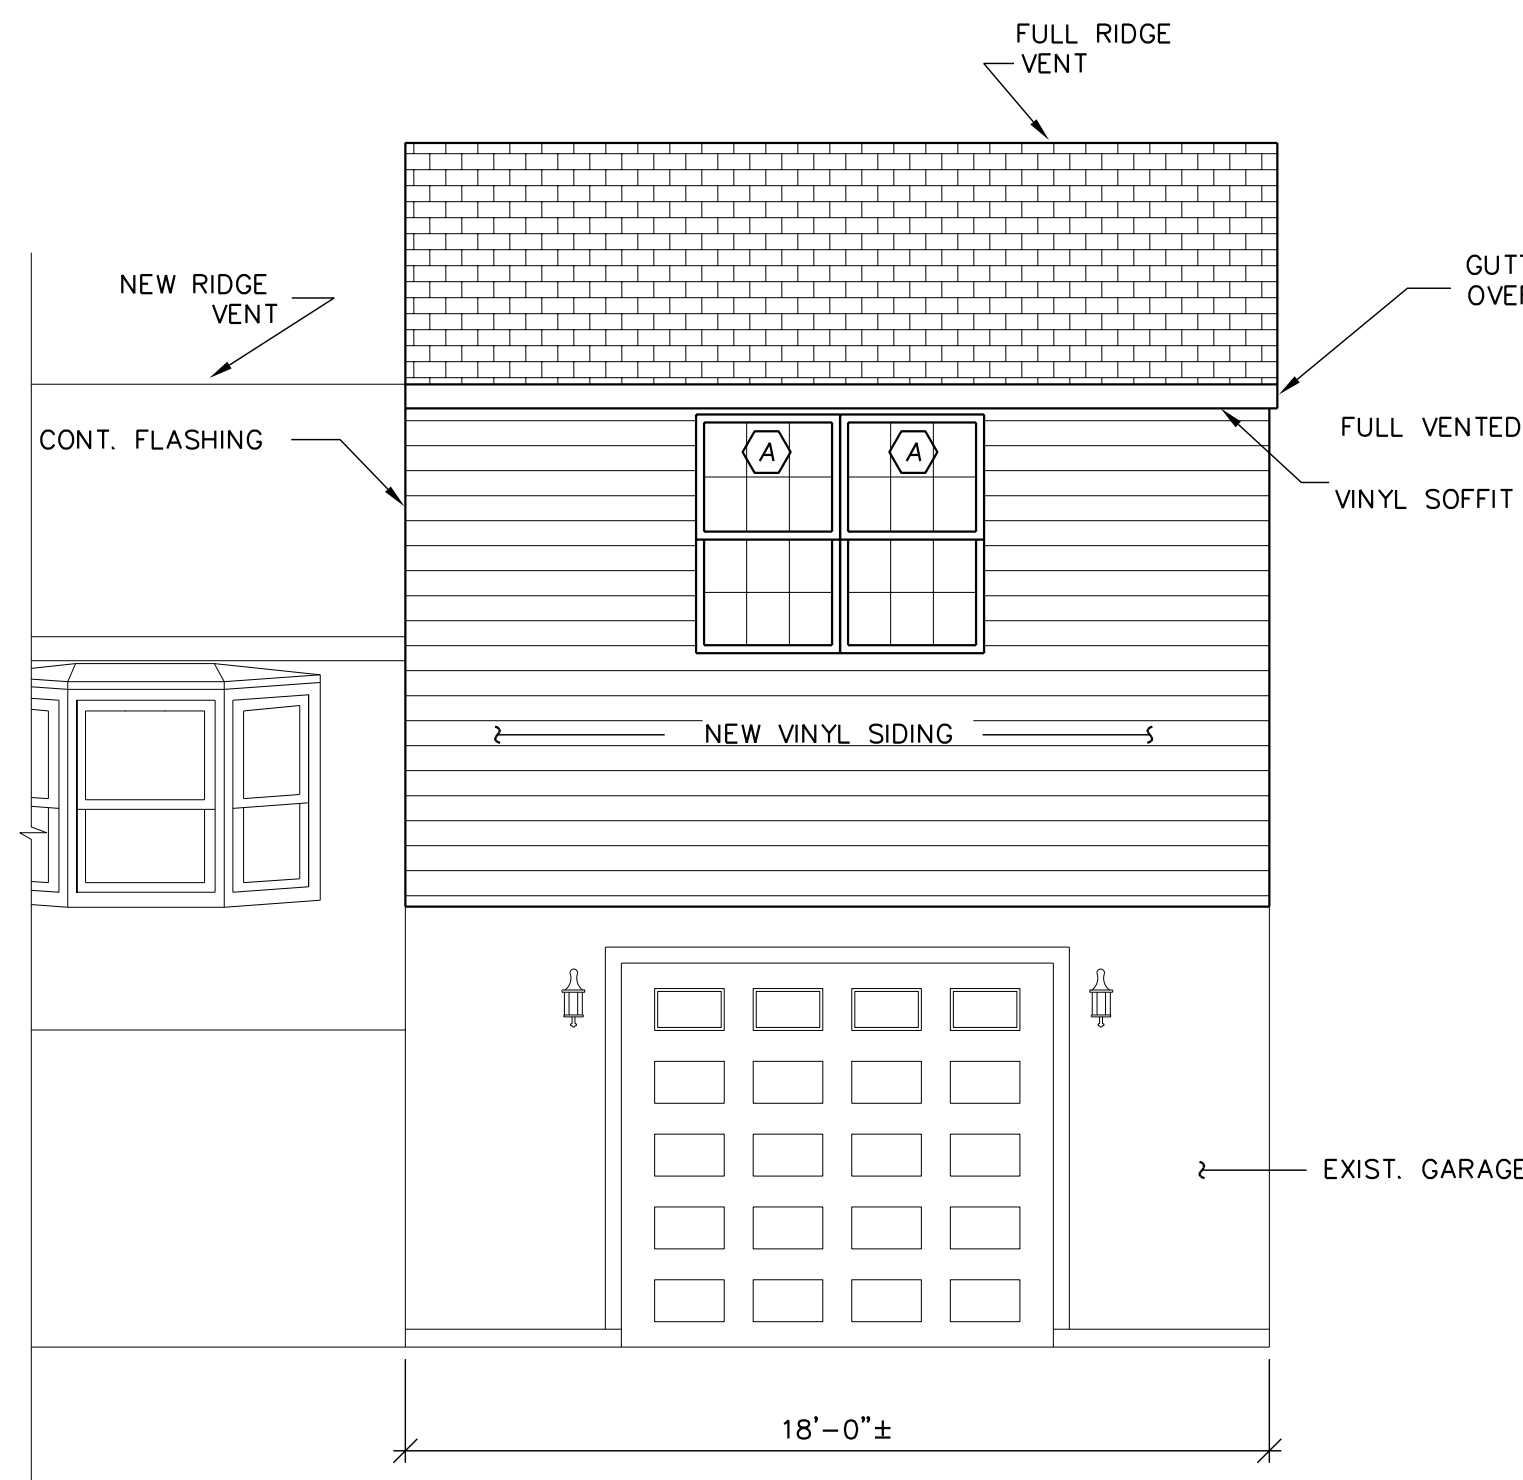 FULL RIDGE
VENT
NEW RIDGE
VENT
CONT. FLASHING
A
A
FULL VENTED
VINYL SOFFIT
NEW VINYL SIDING
EXIST. GARAGE
18'-0"±